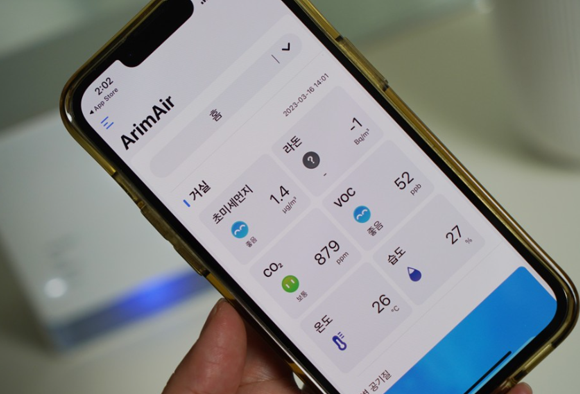 2:02
◀ App Store
ArimAir
홈
2023-03-16 14:01
거실
초미세먼지
1.4
μg/m³
좋음
라돈
-1
Bq/m³
?
-
CO₂
879
ppm
보통
VOC
52
ppb
좋음
온도
26
°C
습도
27
%
공기질